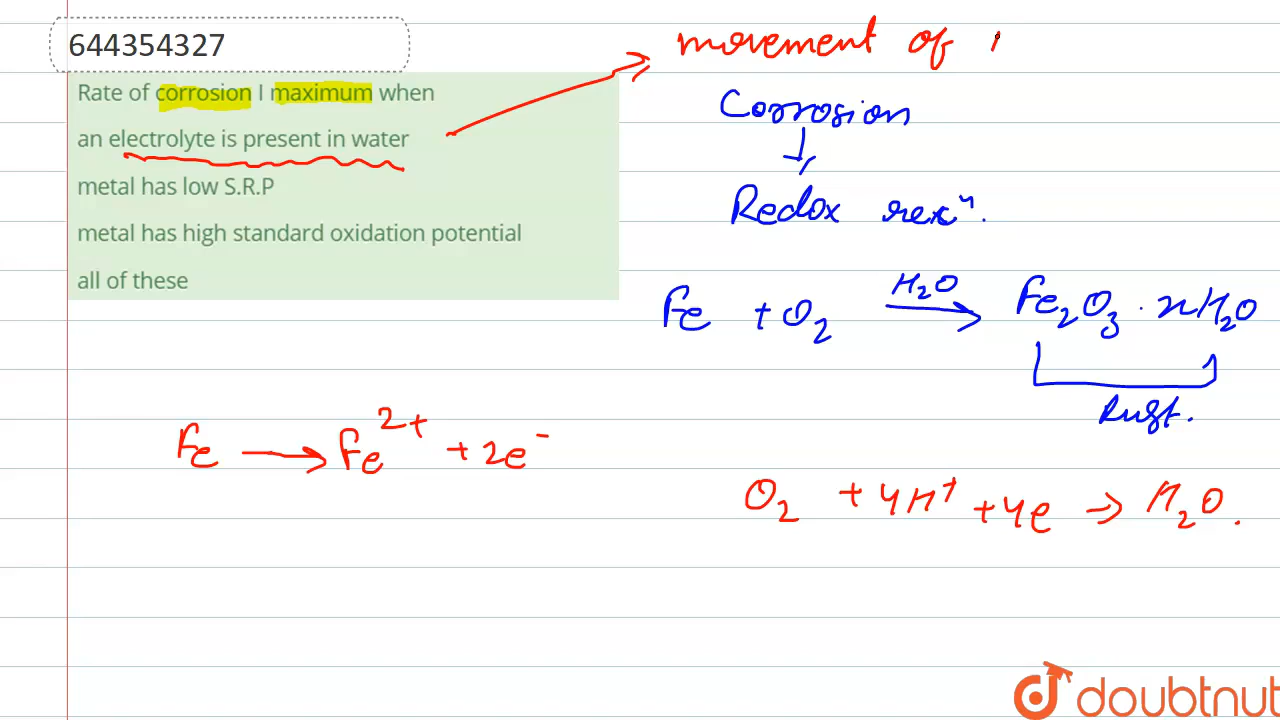 644354327
Rate of corrosion I maximum when
an electrolyte is present in water
metal has low S.R.P
metal has high standard oxidation potential
all of these
movement of
Corrosion
↓
Redox rexⁿ.
Fe + O₂ H₂O → Fe₂O₃ . xH₂O
Rust.
Fe → Fe²⁺ + 2e⁻
O₂ + 4H⁺ + 4e → H₂O.
doubtnut